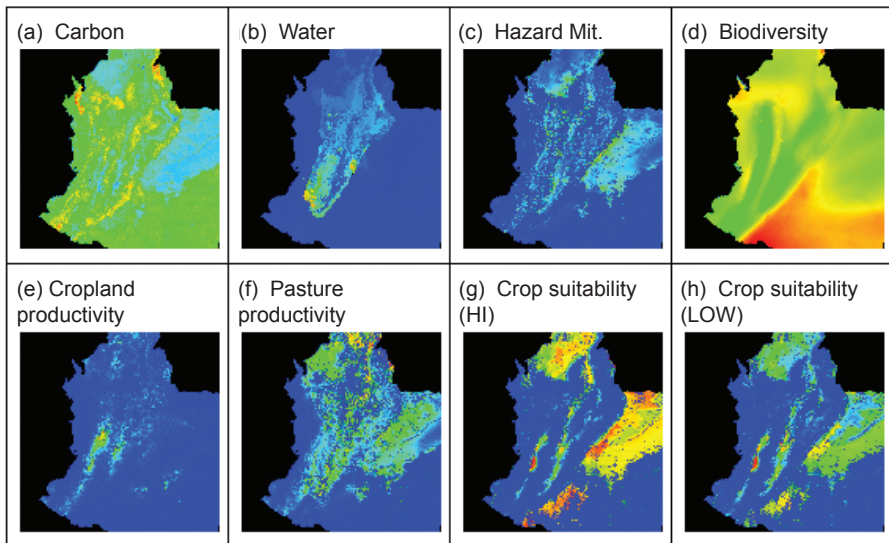 (a) Carbon
(b) Water
(c) Hazard Mit.
(d) Biodiversity
(e) Cropland
productivity
(f) Pasture
productivity
(g) Crop suitability
(HI)
(h) Crop suitability
(LOW)